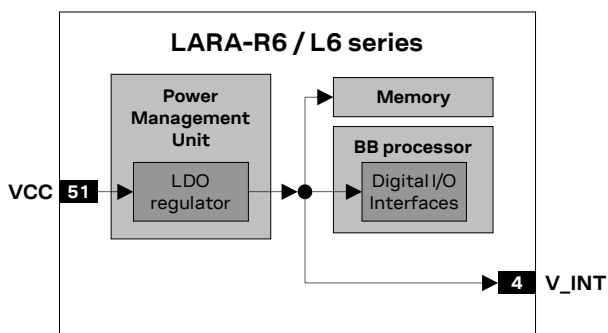 LARA-R6 / L6 series
Power
Management
Unit
Memory
BB processor
VCC 51
LDO
regulator
Digital I/O
Interfaces
4 V_INT